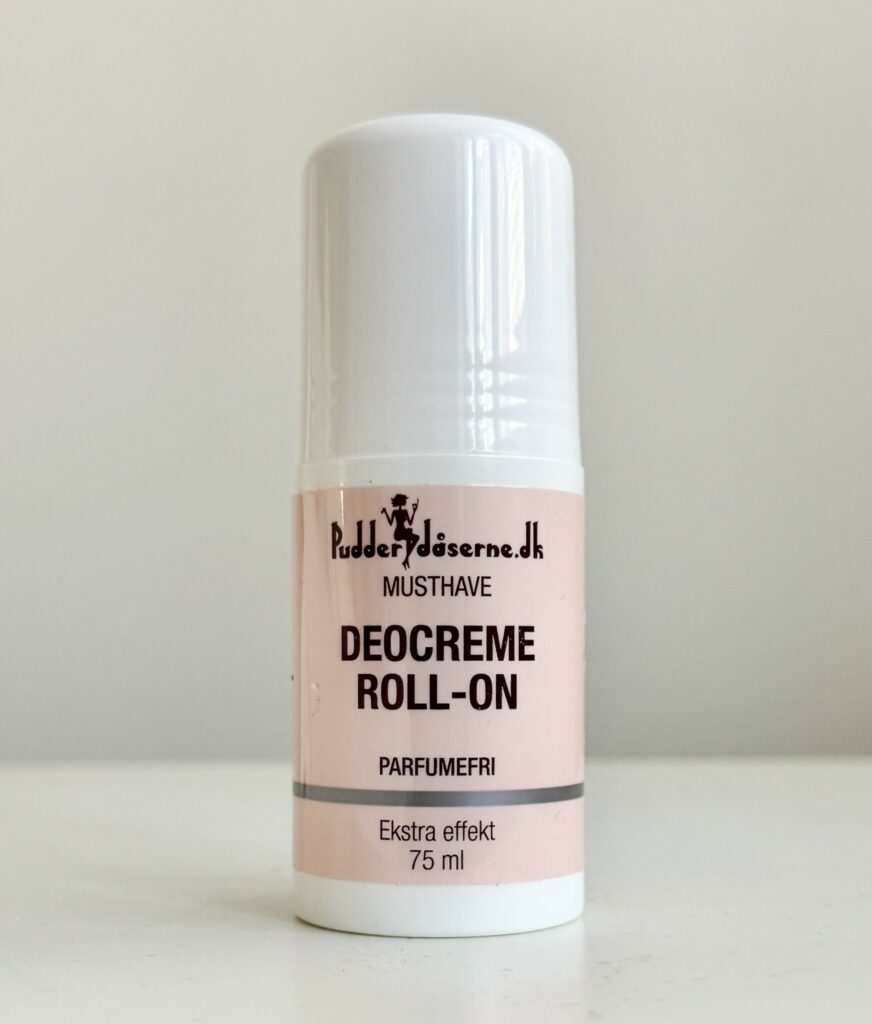 Pudderdåserne.dk
MUSTHAVE
DEOCREME
ROLL-ON
PARFUMEFRI
Ekstra effekt
75 ml